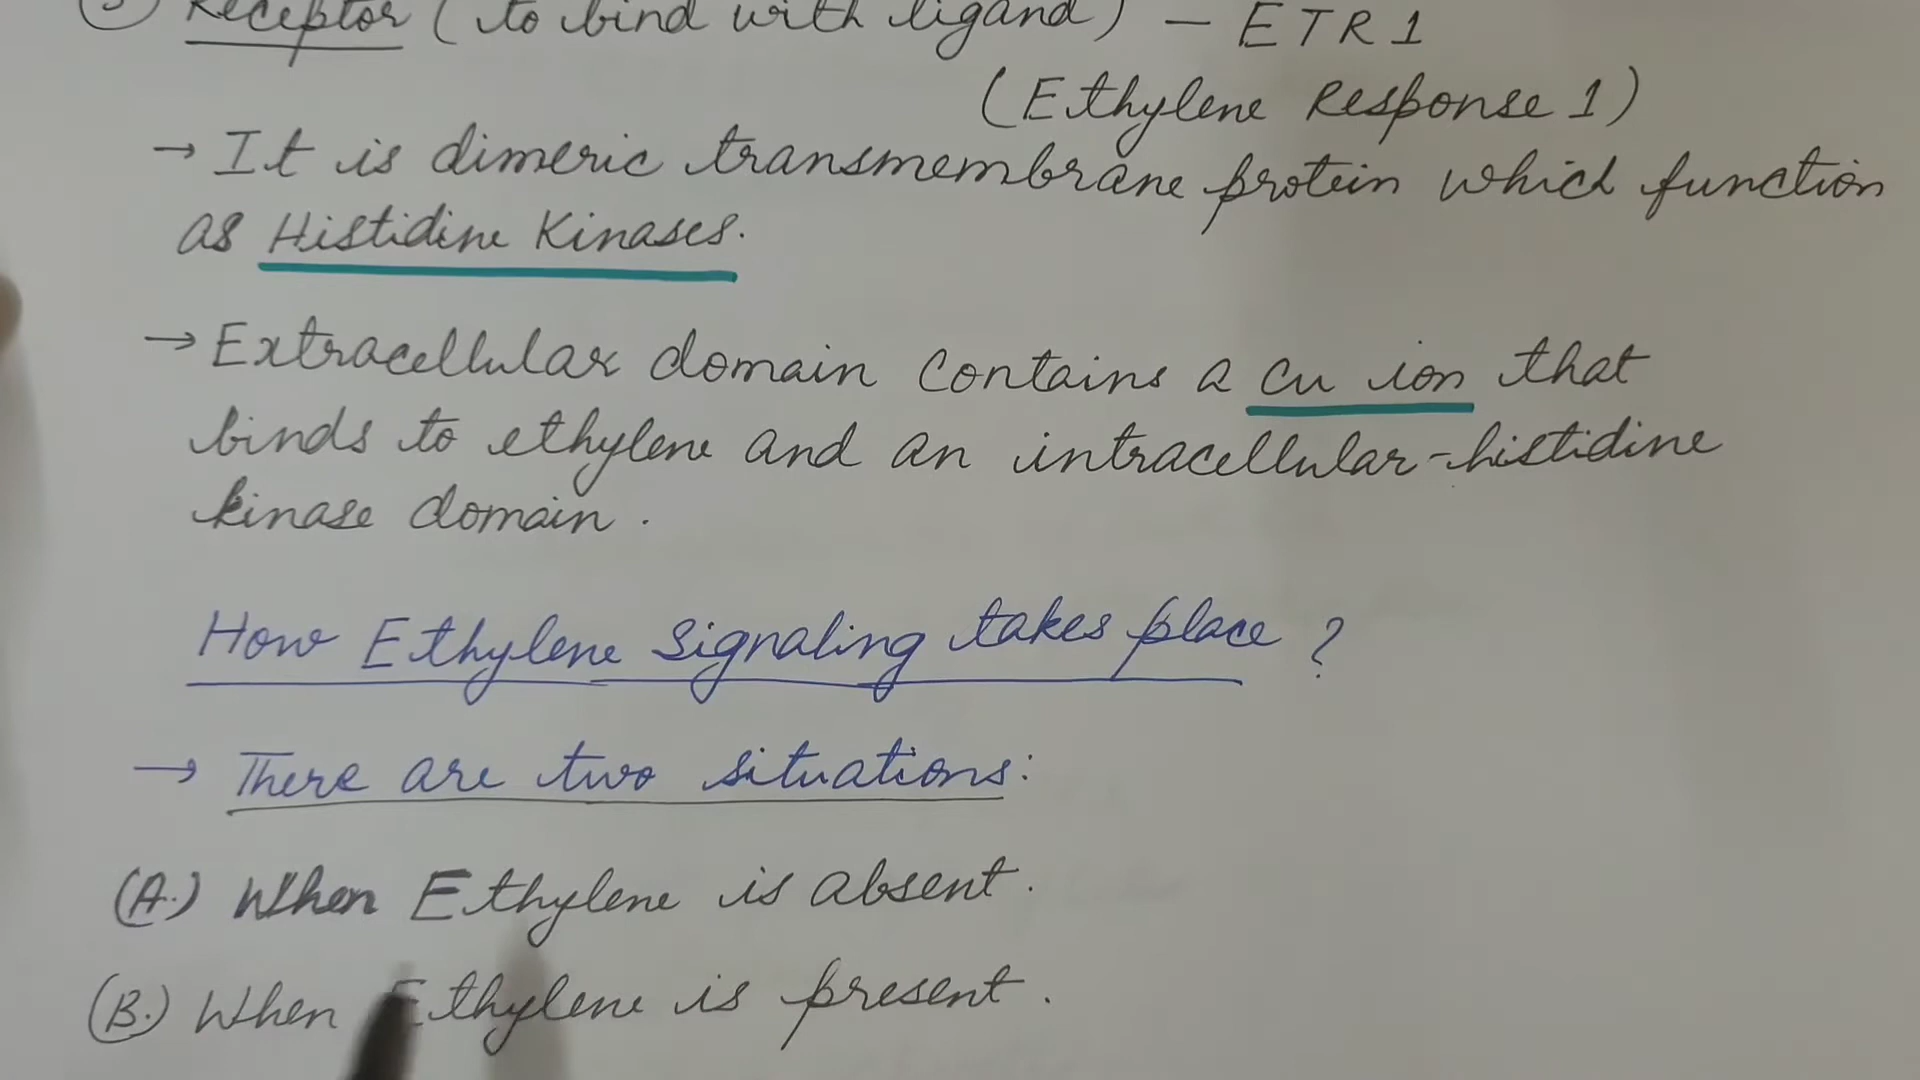 ③ Receptor ( to bind with ligand ) - ETR1
(Ethylene Response 1)
→ It is dimeric transmembrane protein which function
as Histidine Kinases.
→ Extracellular domain contains a Cu ion that
binds to ethylene and an intracellular-histidine
kinase domain.
How Ethylene Signaling takes place ?
→ There are two situations:
(A.) When Ethylene is absent.
(B.) When Ethylene is present.